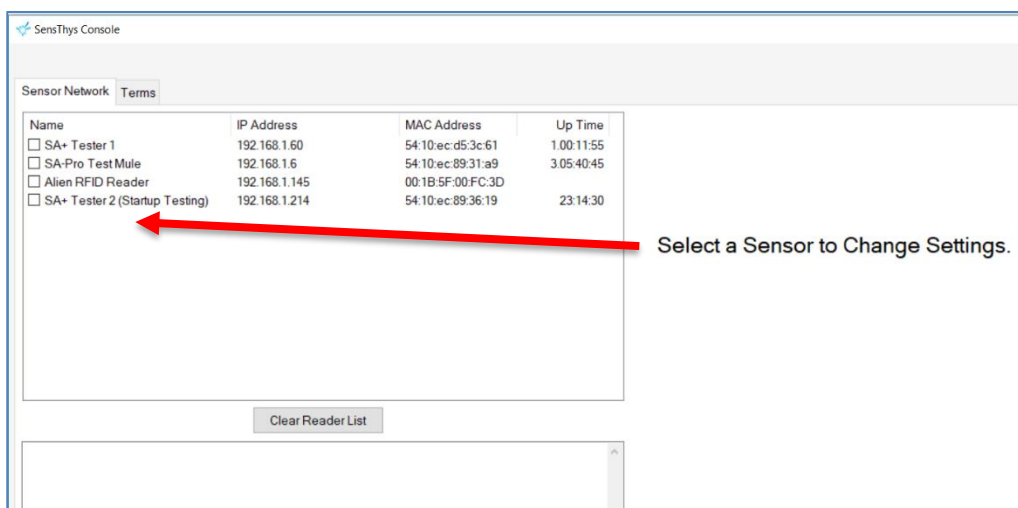 SensThys Console
Sensor Network Terms
Name IP Address MAC Address Up Time
SA+ Tester 1 192.168.1.60 54:10:ec:d5:3c:61 1.00:11:55
SA-Pro Test Mule 192.168.1.6 54:10:ec:89:31:a9 3.05:40:45
Alien RFID Reader 192.168.1.145 00:1B:5F:00:FC:3D
SA+ Tester 2 (Startup Testing) 192.168.1.214 54:10:ec:89:36:19 23:14:30
Select a Sensor to Change Settings.
Clear Reader List